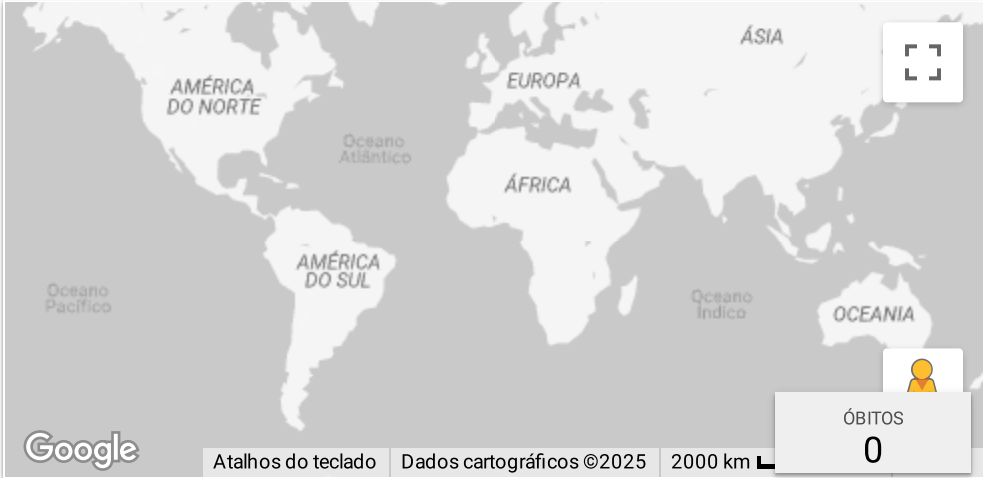 ÁSIA
AMÉRICA
DO NORTE
EUROPA
Oceano
Atlântico
ÁFRICA
AMÉRICA
DO SUL
Oceano
Pacífico
Oceano
Índico
OCEANIA
ÓBITOS
0
Google
Atalhos do teclado
Dados cartográficos ©2025
2000 km